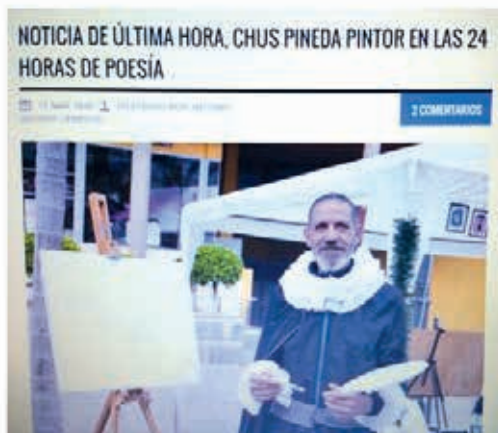 NOTICIA DE ÚLTIMA HORA, CHUS PINEDA PINTOR EN LAS 24
HORAS DE POESÍA
2 COMENTARIOS